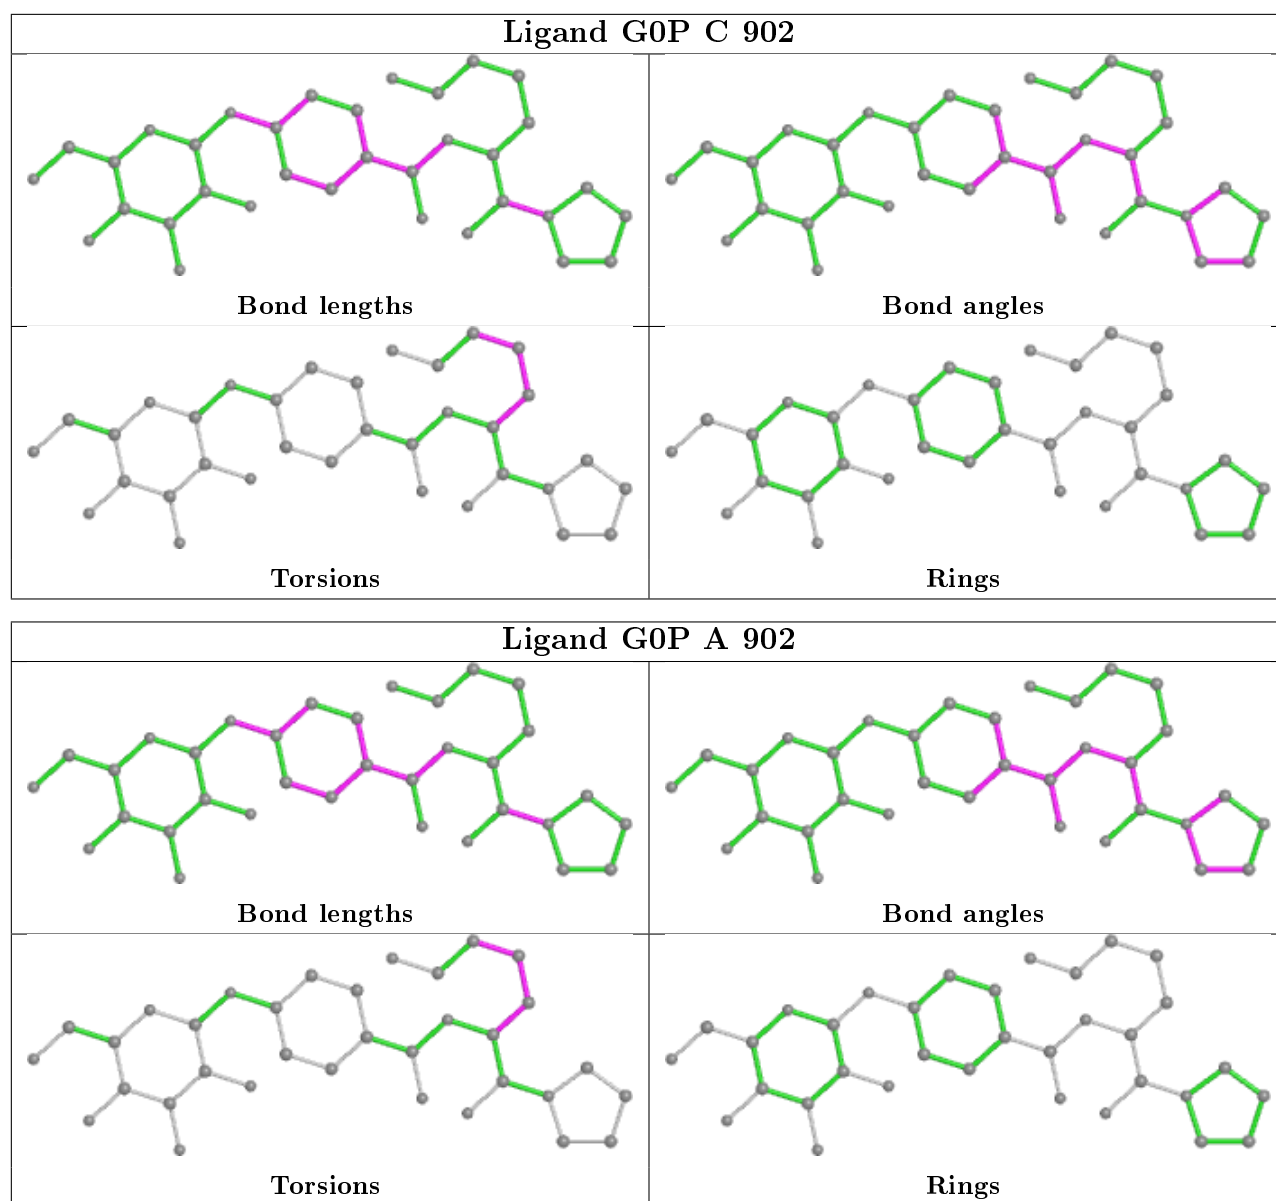 Ligand G0P C 902
Bond lengths
Bond angles
Torsions
Rings
Ligand G0P A 902
Bond lengths
Bond angles
Torsions
Rings